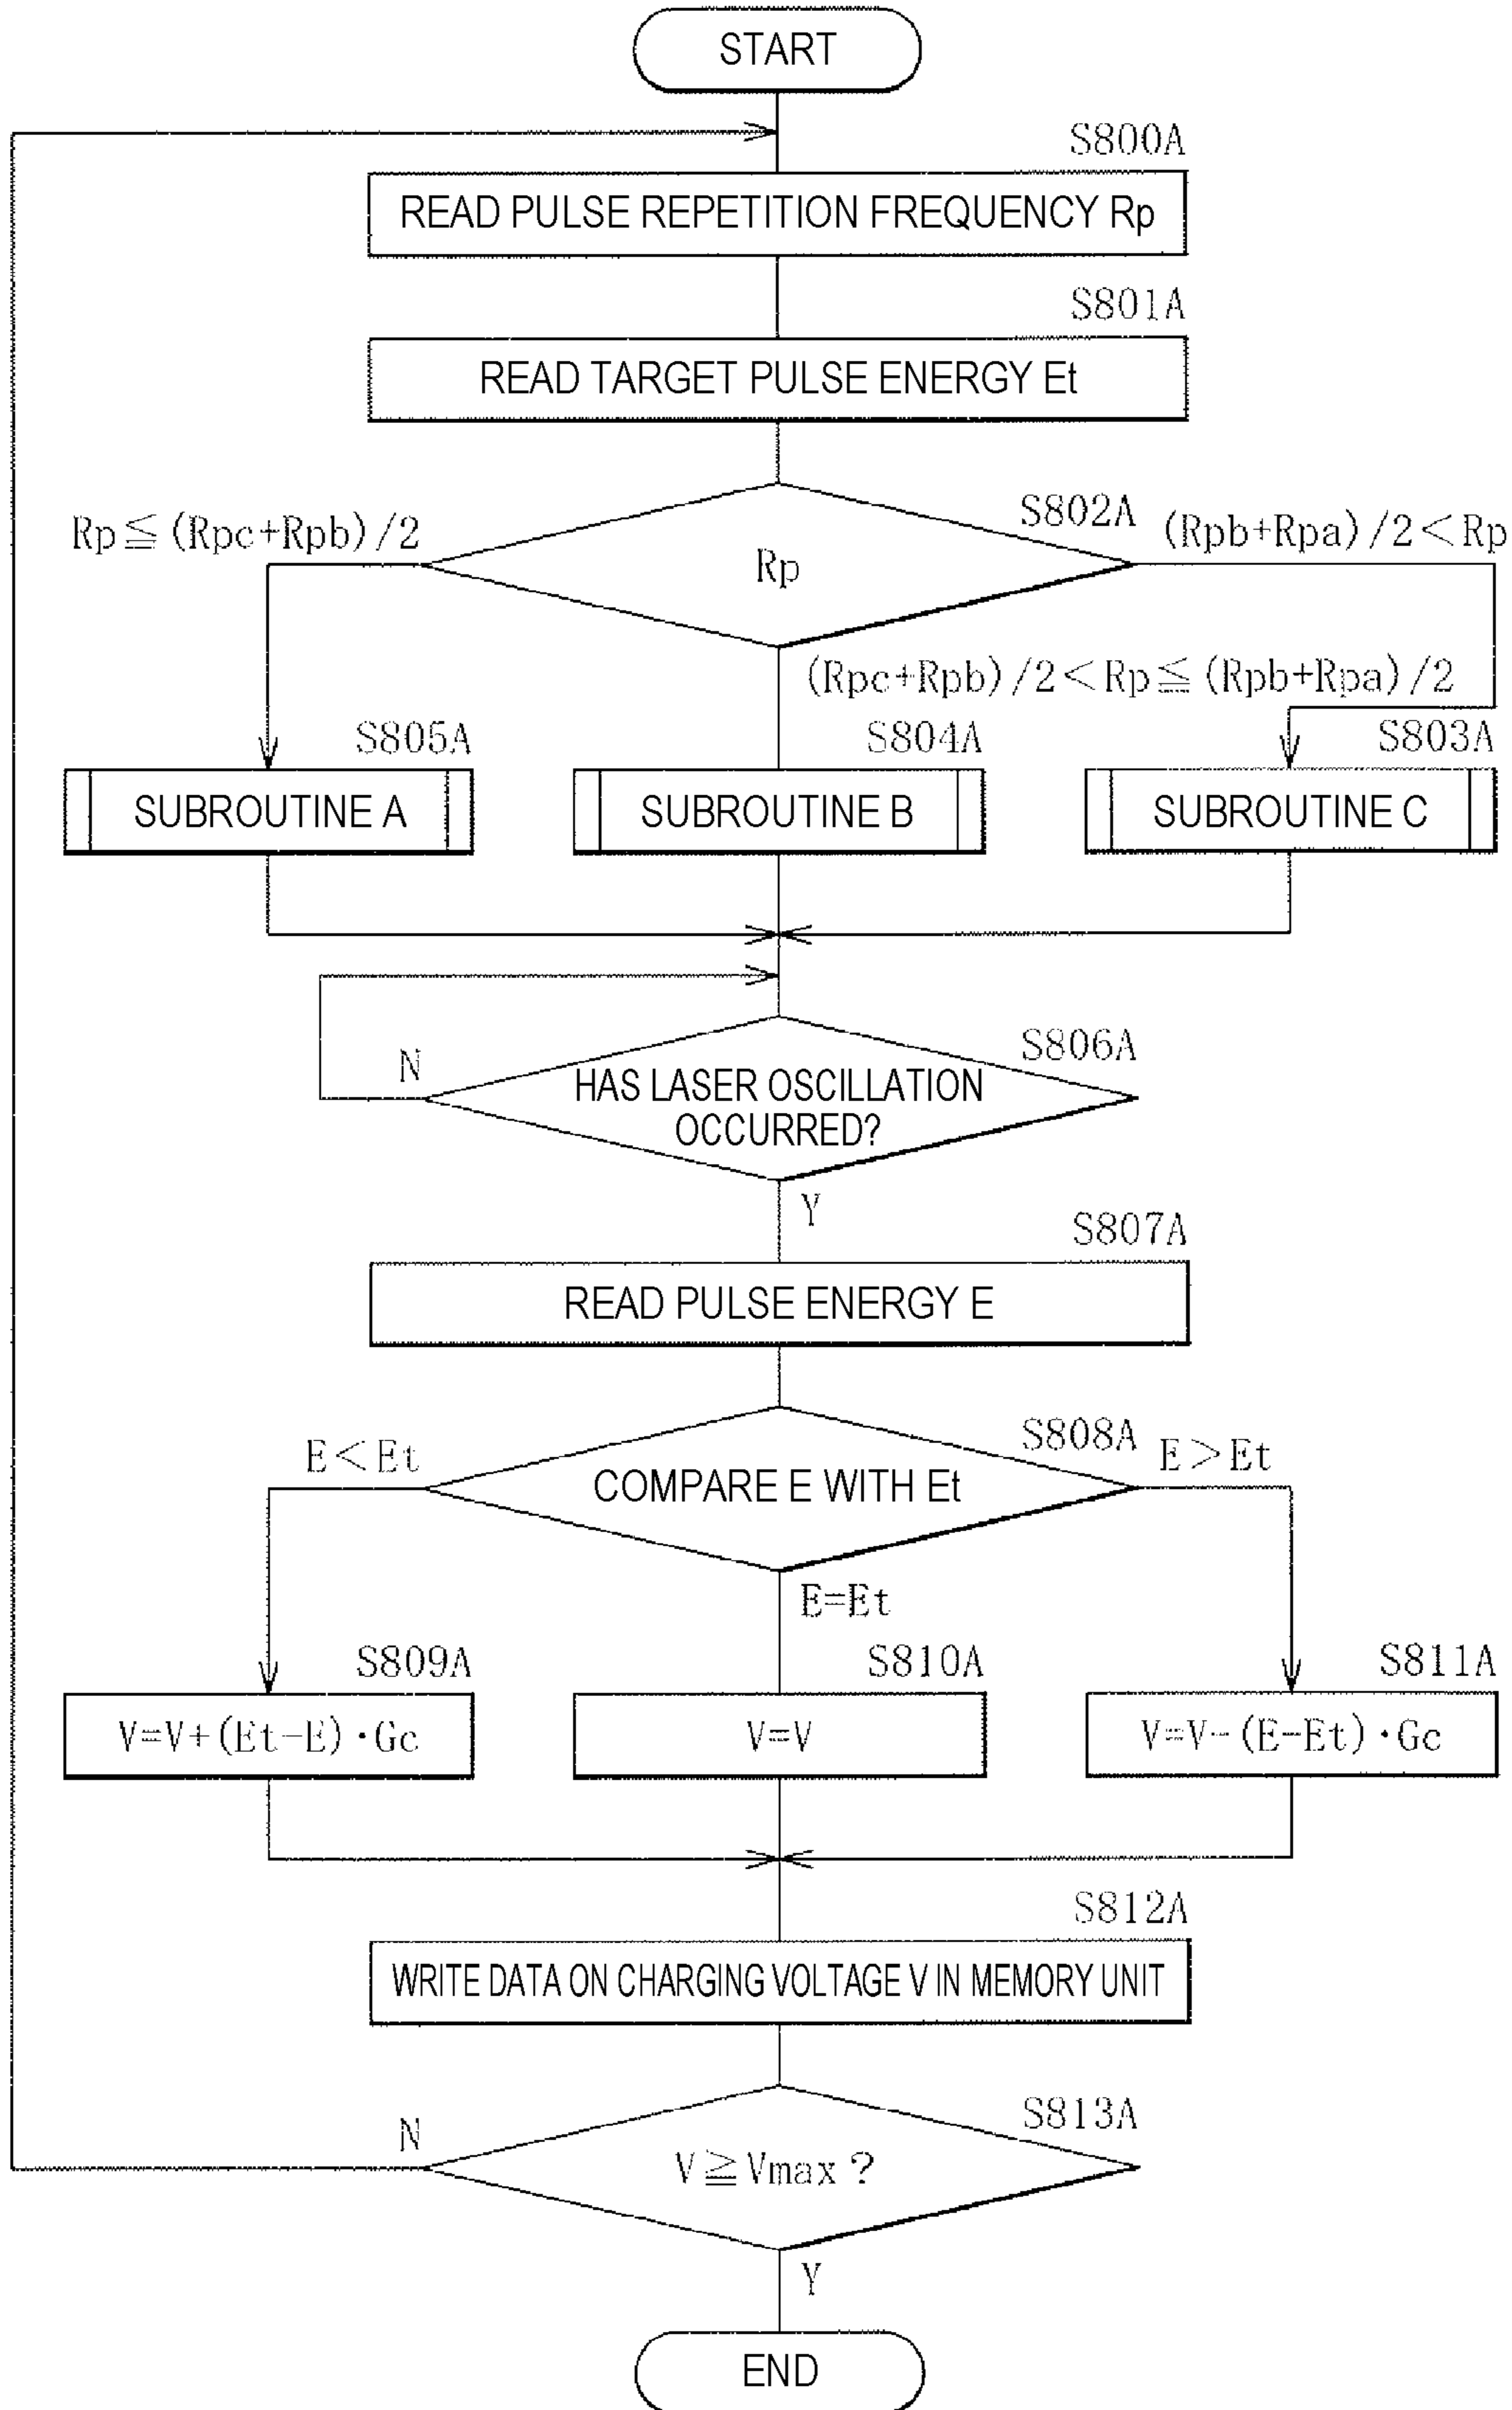 START
S800A
READ PULSE REPETITION FREQUENCY Rp
S801A
READ TARGET PULSE ENERGY Et
S802A
Rp≦(Rpc+Rpb)/2
(Rpb+Rpa)/2<Rp
Rp
(Rpc+Rpb)/2<Rp≦(Rpb+Rpa)/2
S805A
S804A
S803A
SUBROUTINE A
SUBROUTINE B
SUBROUTINE C
S806A
N
HAS LASER OSCILLATION
OCCURRED?
Y
S807A
READ PULSE ENERGY E
S808A
E<Et
E>Et
COMPARE E WITH Et
E=Et
S809A
S810A
S811A
V=V+(Et-E)·Gc
V=V
V=V-(E-Et)·Gc
S812A
WRITE DATA ON CHARGING VOLTAGE V IN MEMORY UNIT
S813A
N
V≧Vmax?
Y
END